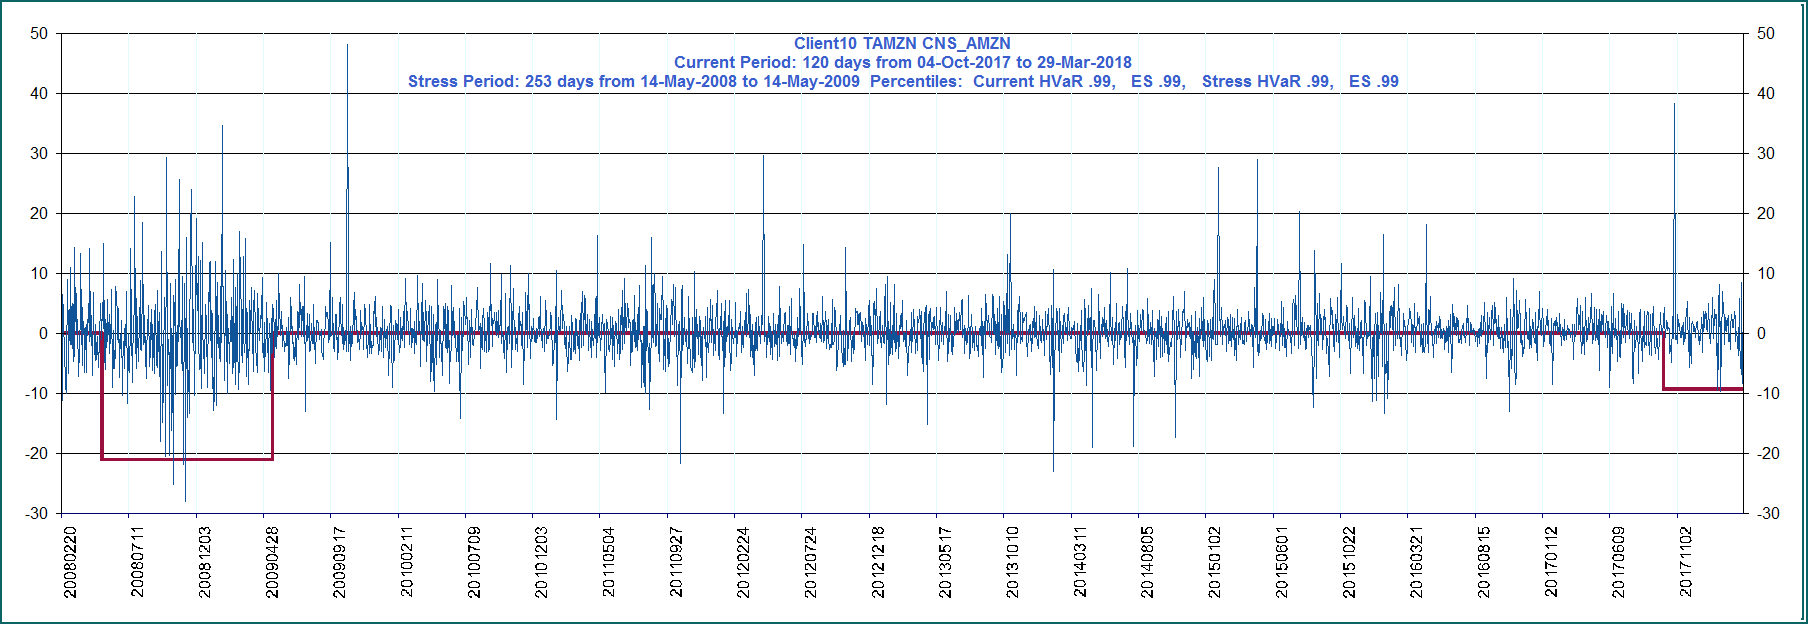 Client10 TAMZN CNS_AMZN
Current Period: 120 days from 04-Oct-2017 to 29-Mar-2018
Stress Period: 253 days from 14-May-2008 to 14-May-2009  Percentiles:  Current HVaR .99,   ES .99,   Stress HVaR .99,   ES .99
50 50
40 40
30 30
20 20
10 10
0 0
-10 -10
-20 -20
-30 -30
20080220 20080711 20081203 20090428 20090917 20100211 20100709 20101203 20110504 20110927 20120224 20120724 20121218 20130517 20131010 20140311 20140805 20150102 20150601 20151022 20160321 20160815 20170112 20170609 20171102